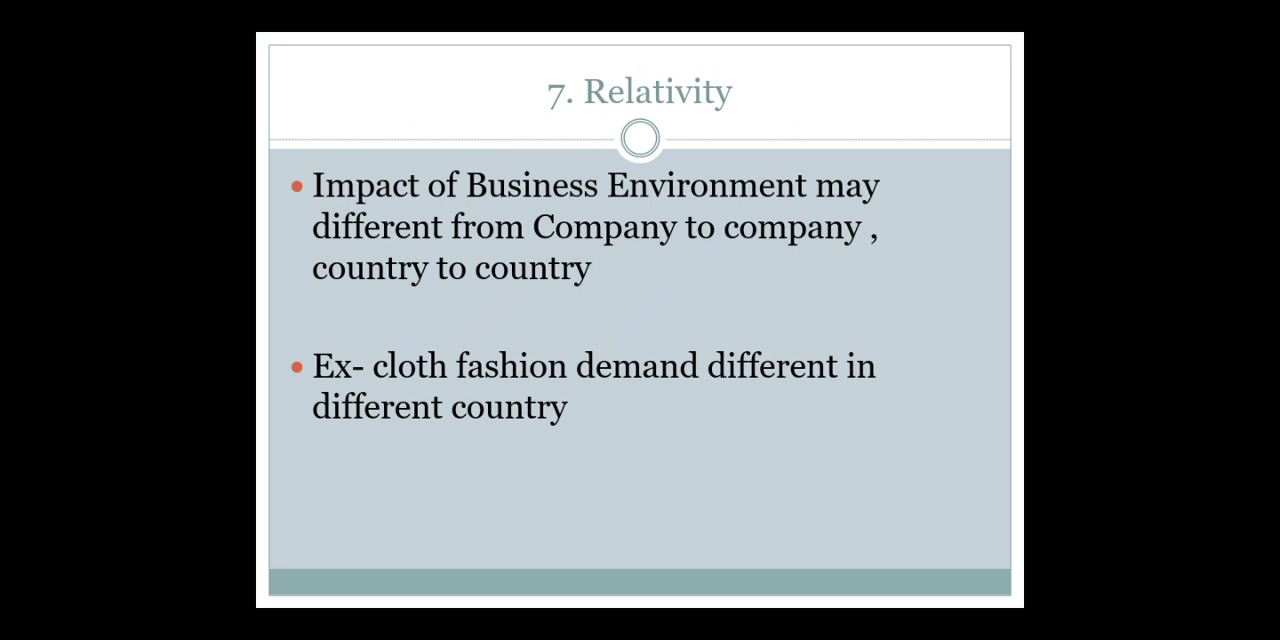 7. Relativity
Impact of Business Environment may
different from Company to company ,
country to country
Ex- cloth fashion demand different in
different country